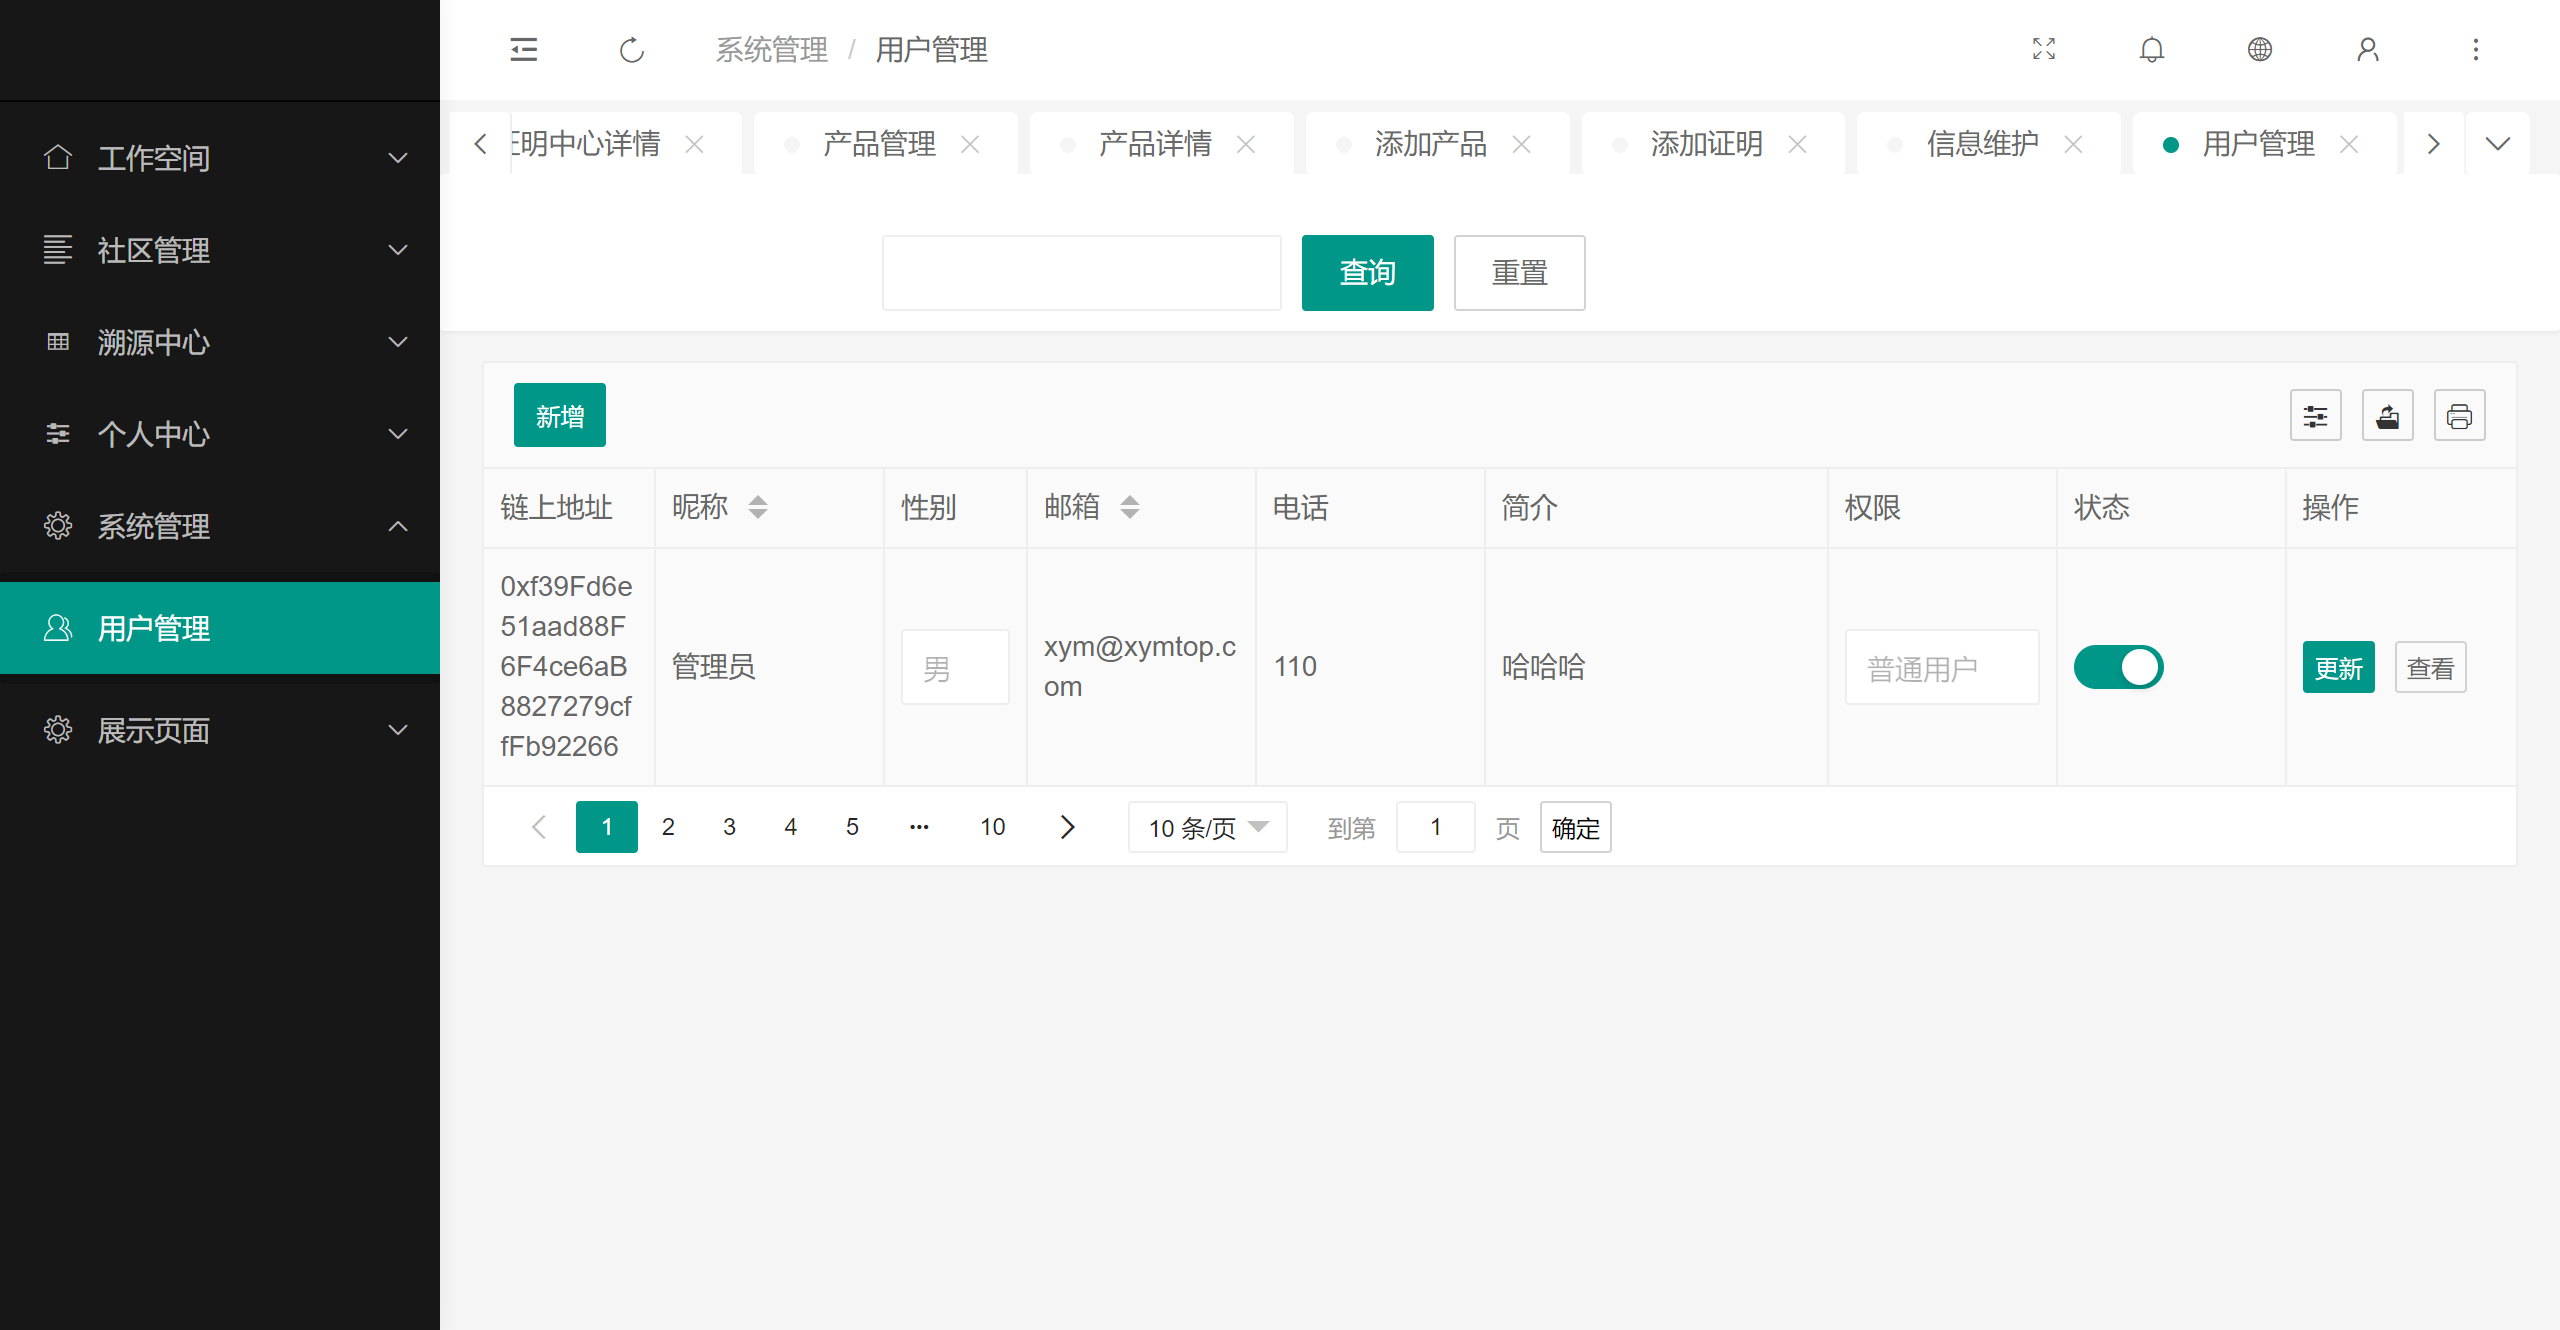 系统管理 / 用户管理
工作空间
社区管理
溯源中心
个人中心
系统管理
用户管理
展示页面
明中心详情
产品管理
产品详情
添加产品
添加证明
信息维护
用户管理
查询
重置
新增
链上地址
昵称
性别
邮箱
电话
简介
权限
状态
操作
0xf39Fd6e
51aad88F
6F4ce6aB
8827279cf
fFb92266
管理员
男
xym@xymtop.c
om
110
哈哈哈
普通用户
更新
查看
1 2 3 4 5 ··· 10
10 条/页
到第 1 页 确定